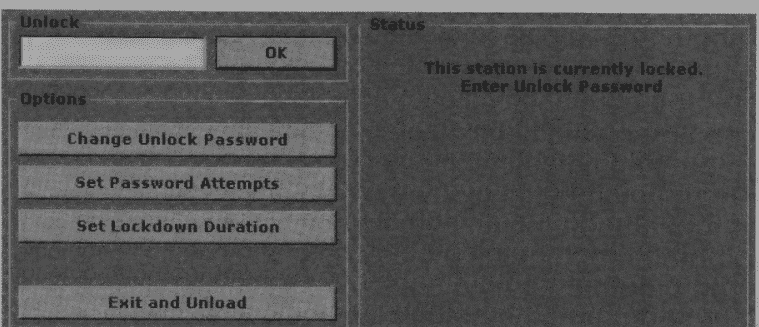 Unlock
OK
Options
Change Unlock Password
Set Password Attempts
Set Lockdown Duration
Exit and Unload
Status
This station is currently locked.
Enter Unlock Password